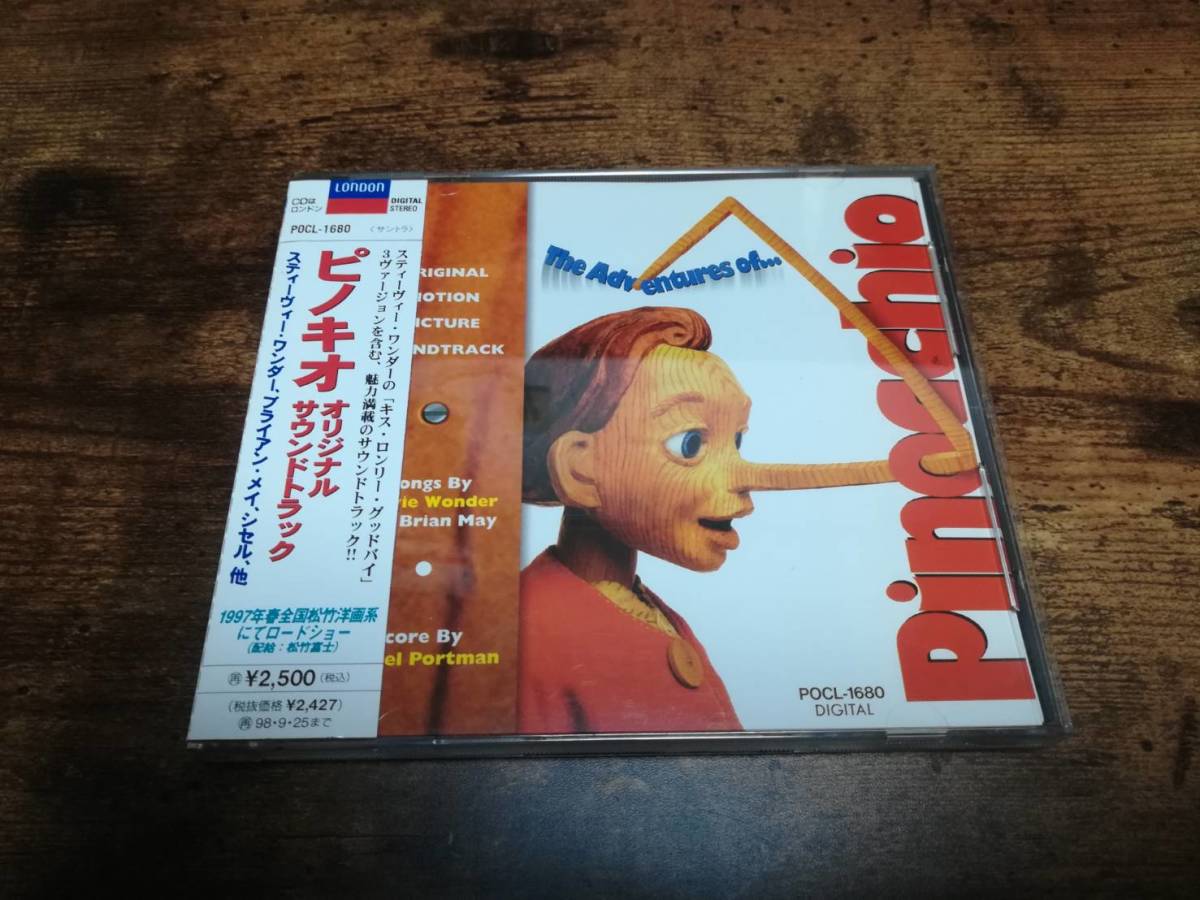 CDは
ロンドン
LONDON
DIGITAL
STEREO
POCL-1680
〈サントラ〉
スティーヴィー・ワンダーの「キス・ロンリー・グッドバイ」
3ヴァージョンを含む、魅力満載のサウンドトラック!!
ピノキオ
オリジナル
サウンドトラック
スティーヴィー・ワンダー、ブライアン・メイ、シセル、他
1997年春全国松竹洋画系
にてロードショー
(配給:松竹富士)
再 ¥2,500 (税込)
(税抜価格 ¥2,427)
再 98・9・25まで
RIGINAL
OTION
ICTURE
NDTRACK
ongs By
ie Wonder
Brian May
core By
el Portman
The Adventures of...
pinocchio
POCL-1680
DIGITAL